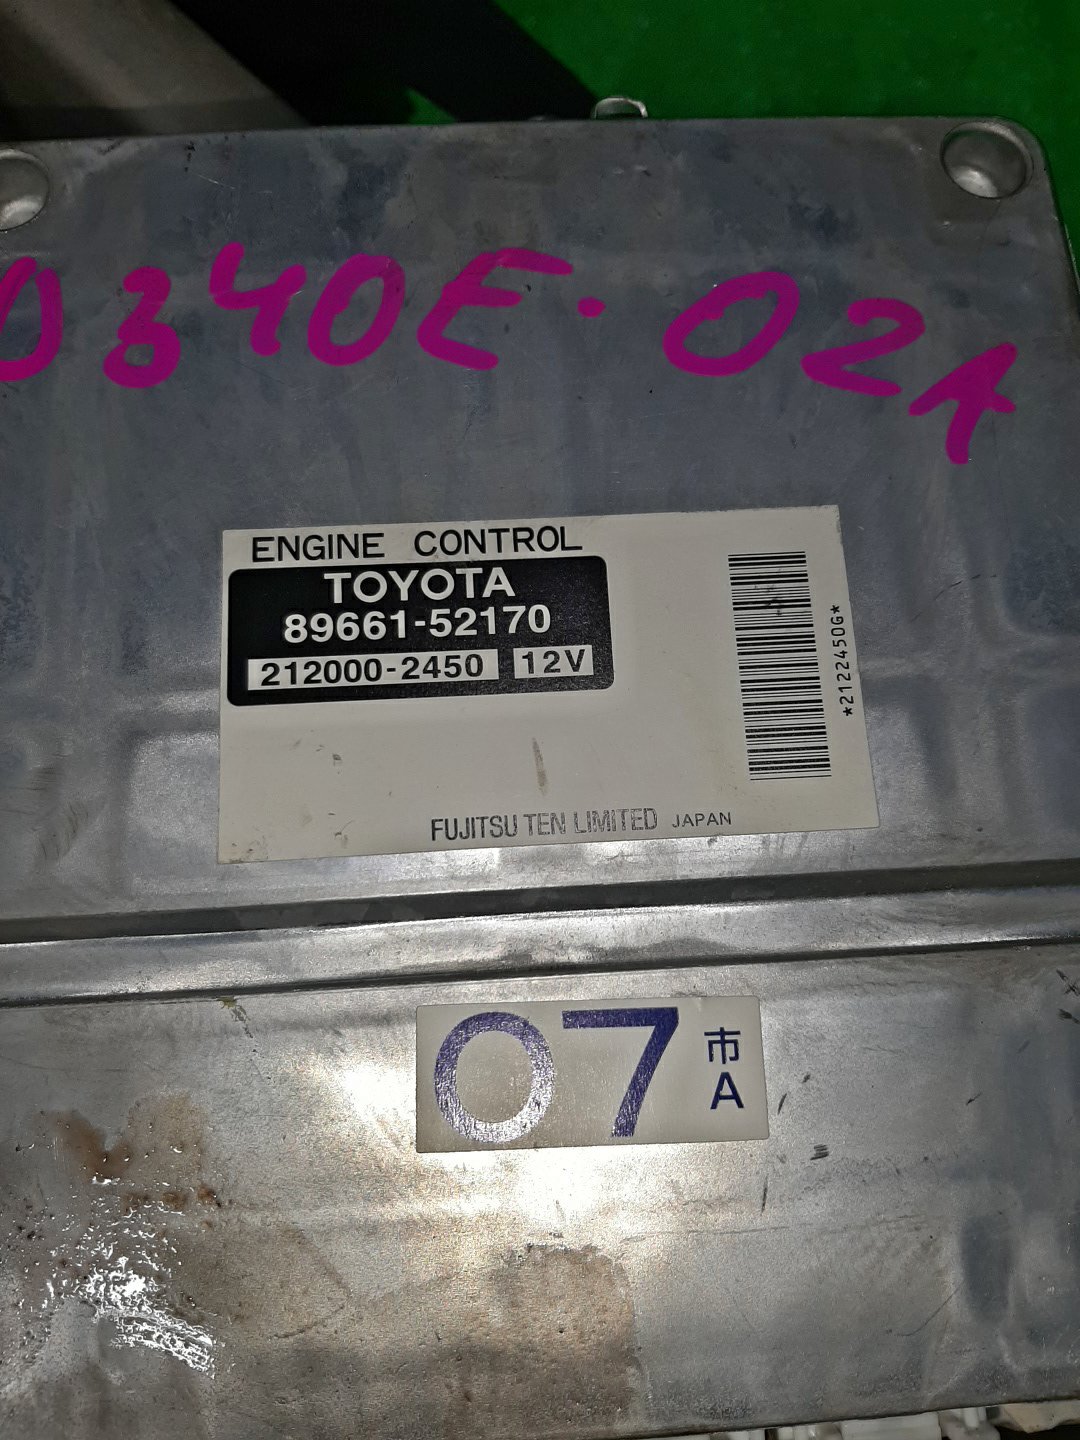 0340E·02A
ENGINE CONTROL
TOYOTA
89661-52170
212000-2450 12V
*2122450G*
FUJITSU TEN LIMITED JAPAN
07 市
A